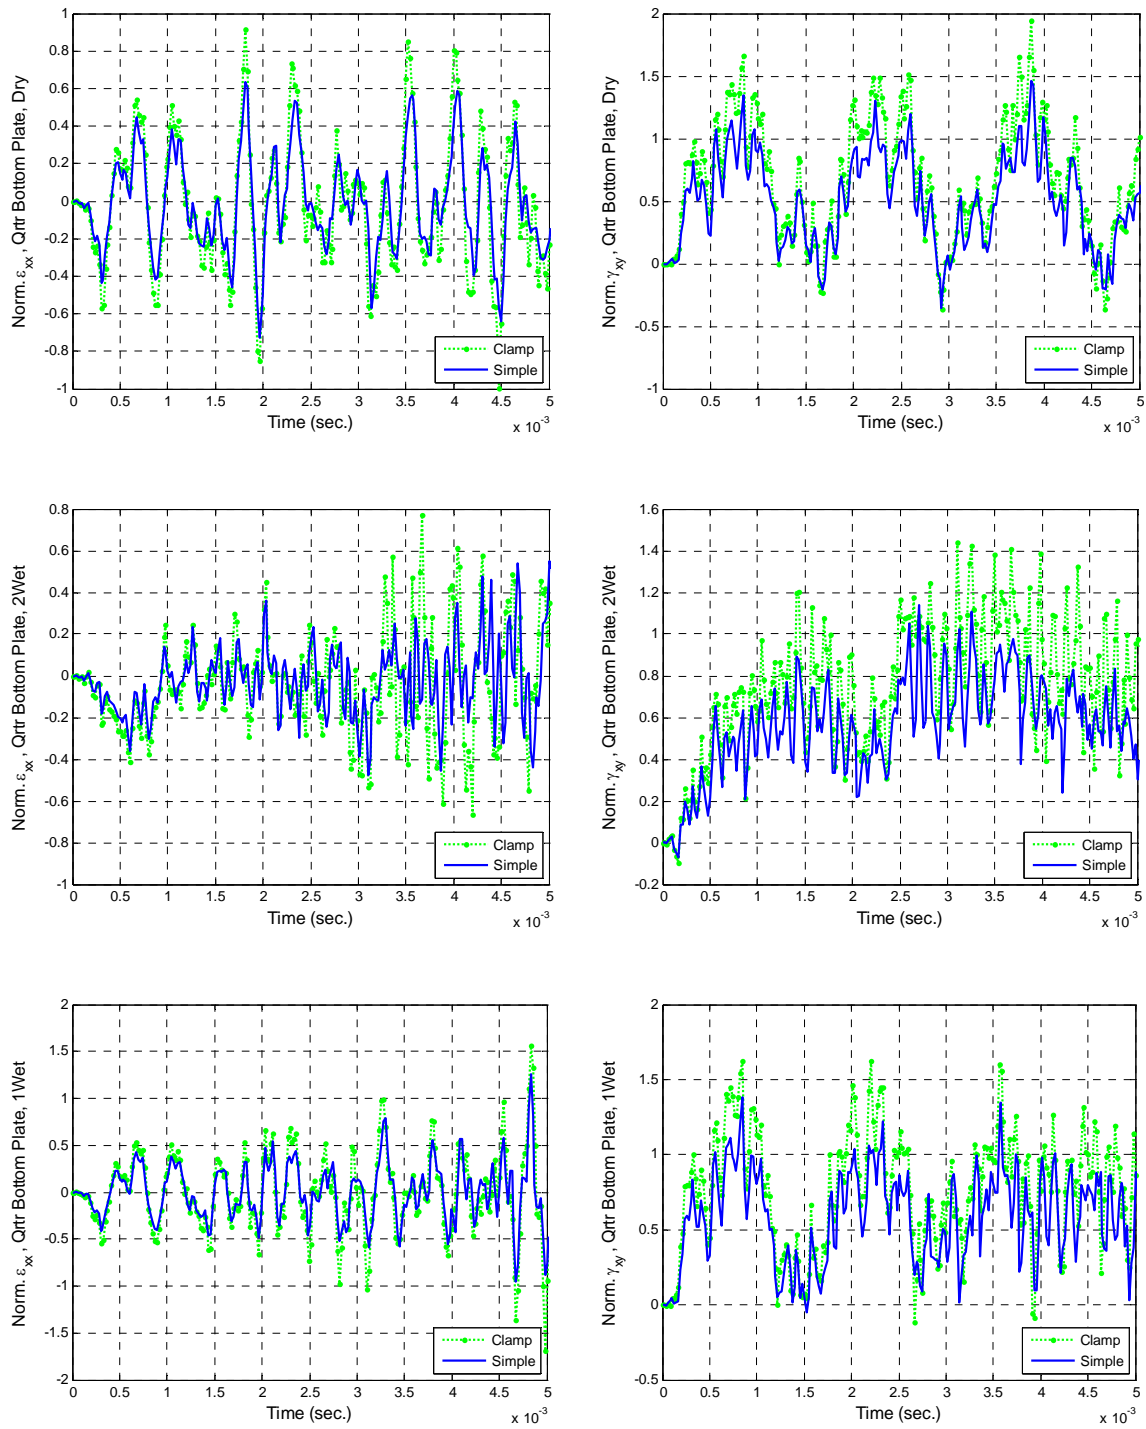 Norm. εxx , Qrtr Bottom Plate, Dry
1
0.8
0.6
0.4
0.2
0
-0.2
-0.4
-0.6
-0.8
-1
0 0.5 1 1.5 2 2.5 3 3.5 4 4.5 5
Time (sec.)
x 10-3
Clamp
Simple
Norm. γxy, Qrtr Bottom Plate, Dry
2
1.5
1
0.5
0
-0.5
-1
0 0.5 1 1.5 2 2.5 3 3.5 4 4.5 5
Time (sec.)
x 10-3
Clamp
Simple
Norm. εxx , Qrtr Bottom Plate, 2Wet
0.8
0.6
0.4
0.2
0
-0.2
-0.4
-0.6
-0.8
-1
0 0.5 1 1.5 2 2.5 3 3.5 4 4.5 5
Time (sec.)
x 10-3
Clamp
Simple
Norm. γxy, Qrtr Bottom Plate, 2Wet
1.6
1.4
1.2
1
0.8
0.6
0.4
0.2
0
-0.2
0 0.5 1 1.5 2 2.5 3 3.5 4 4.5 5
Time (sec.)
x 10-3
Clamp
Simple
Norm. εxx , Qrtr Bottom Plate, 1Wet
2
1.5
1
0.5
0
-0.5
-1
-1.5
-2
0 0.5 1 1.5 2 2.5 3 3.5 4 4.5 5
Time (sec.)
x 10-3
Clamp
Simple
Norm. γxy, Qrtr Bottom Plate, 1Wet
2
1.5
1
0.5
0
-0.5
0 0.5 1 1.5 2 2.5 3 3.5 4 4.5 5
Time (sec.)
x 10-3
Clamp
Simple